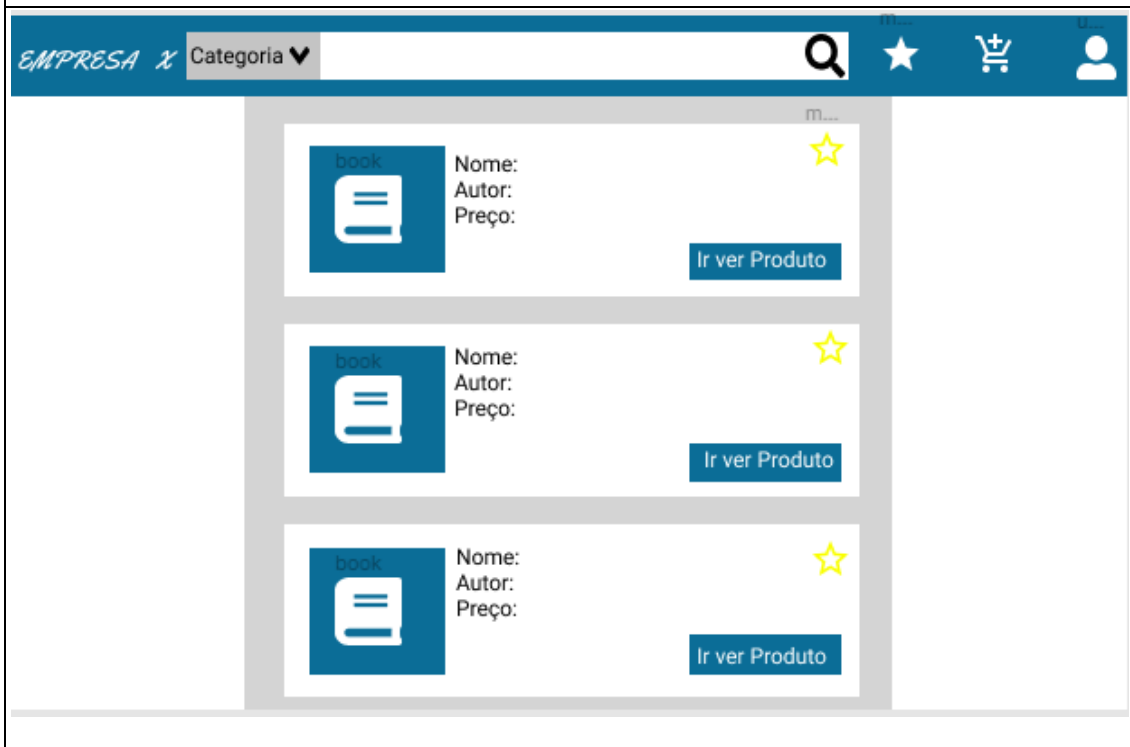 m...
u...
EMPRESA X Categoria
m...
book
Nome:
Autor:
Preço:
Ir ver Produto
book
Nome:
Autor:
Preço:
Ir ver Produto
book
Nome:
Autor:
Preço:
Ir ver Produto